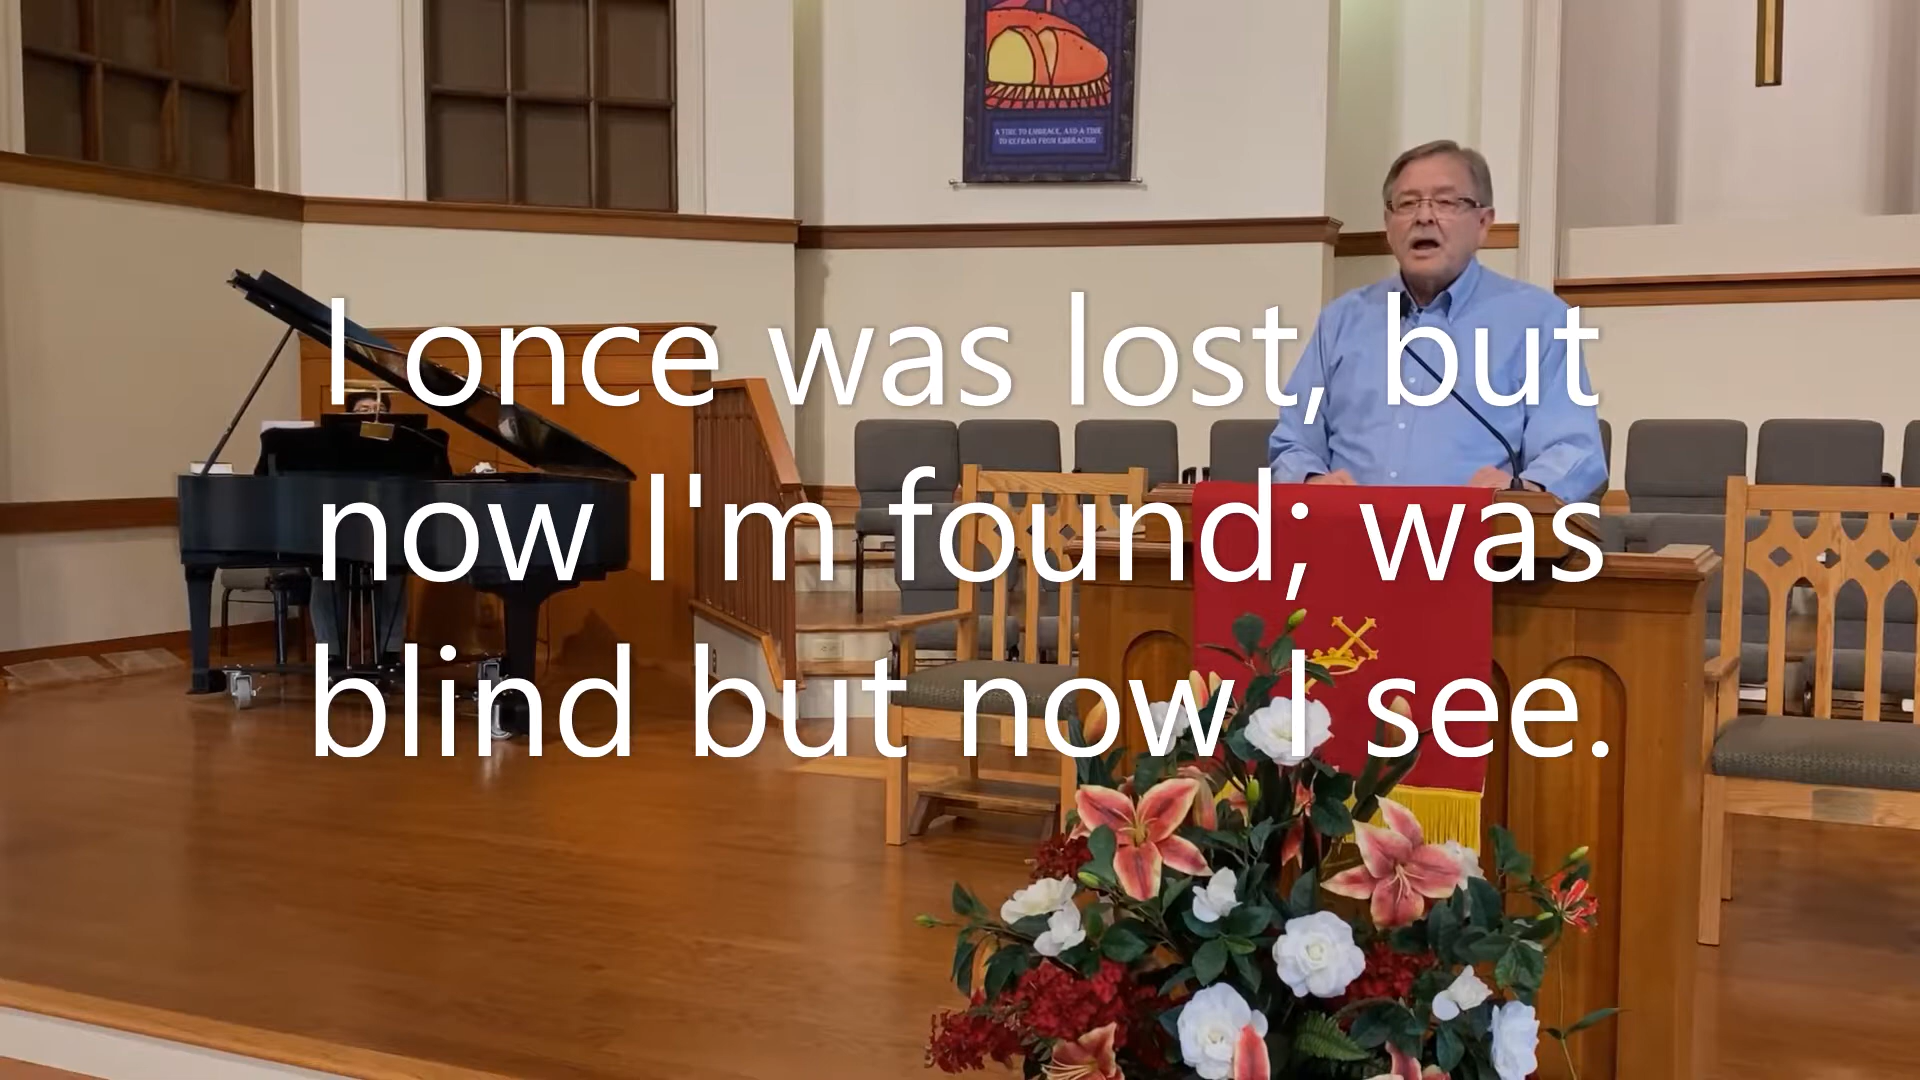 A TIME TO EMBRACE, AND A TIME
TO REFRAIN FROM EMBRACING
I once was lost, but
now I'm found; was
blind but now I see.